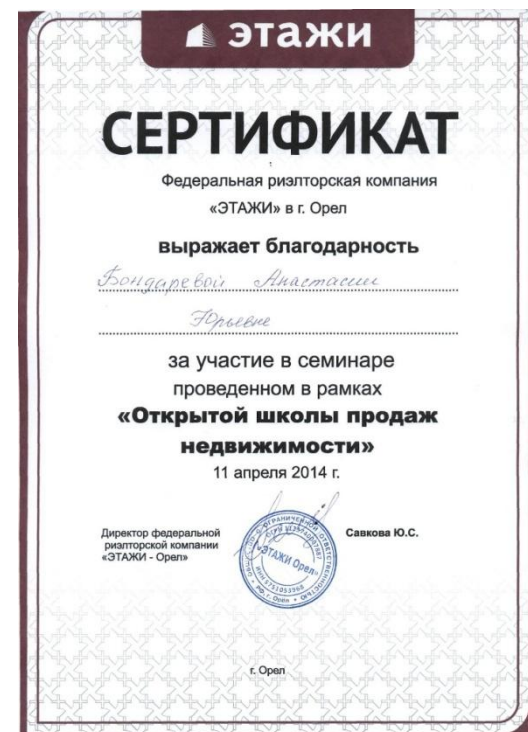 этажи
СЕРТИФИКАТ
Федеральная риэлторская компания
«ЭТАЖИ» в г. Орел
выражает благодарность
Бондаревой Анастасии
Юрьевне
за участие в семинаре
проведенном в рамках
«Открытой школы продаж
недвижимости»
11 апреля 2014 г.
Директор федеральной
риэлторской компании
«ЭТАЖИ - Орел»
Савкова Ю.С.
«ЭТАЖИ Орел»
г. Орел